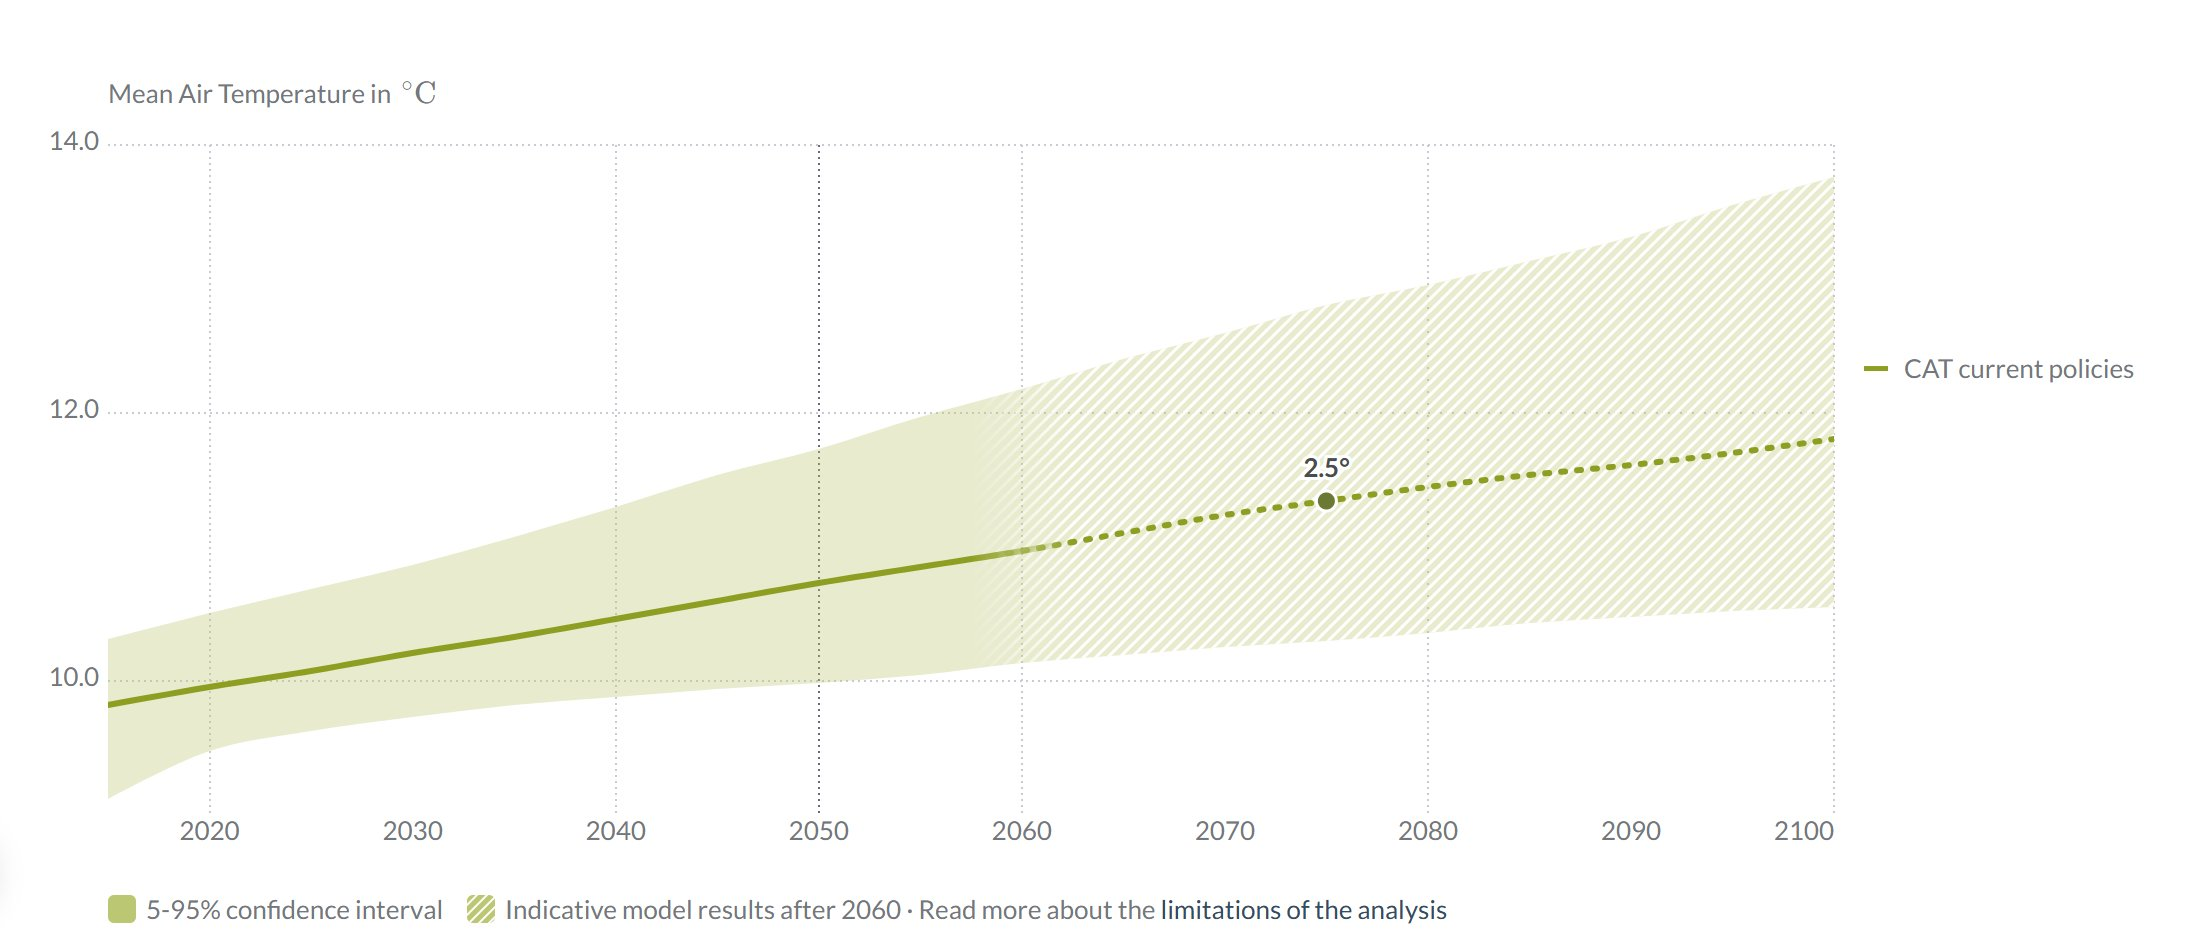 Mean Air Temperature in °C
14.0
12.0
10.0
2.5°
CAT current policies
2020 2030 2040 2050 2060 2070 2080 2090 2100
5-95% confidence interval Indicative model results after 2060 · Read more about the limitations of the analysis